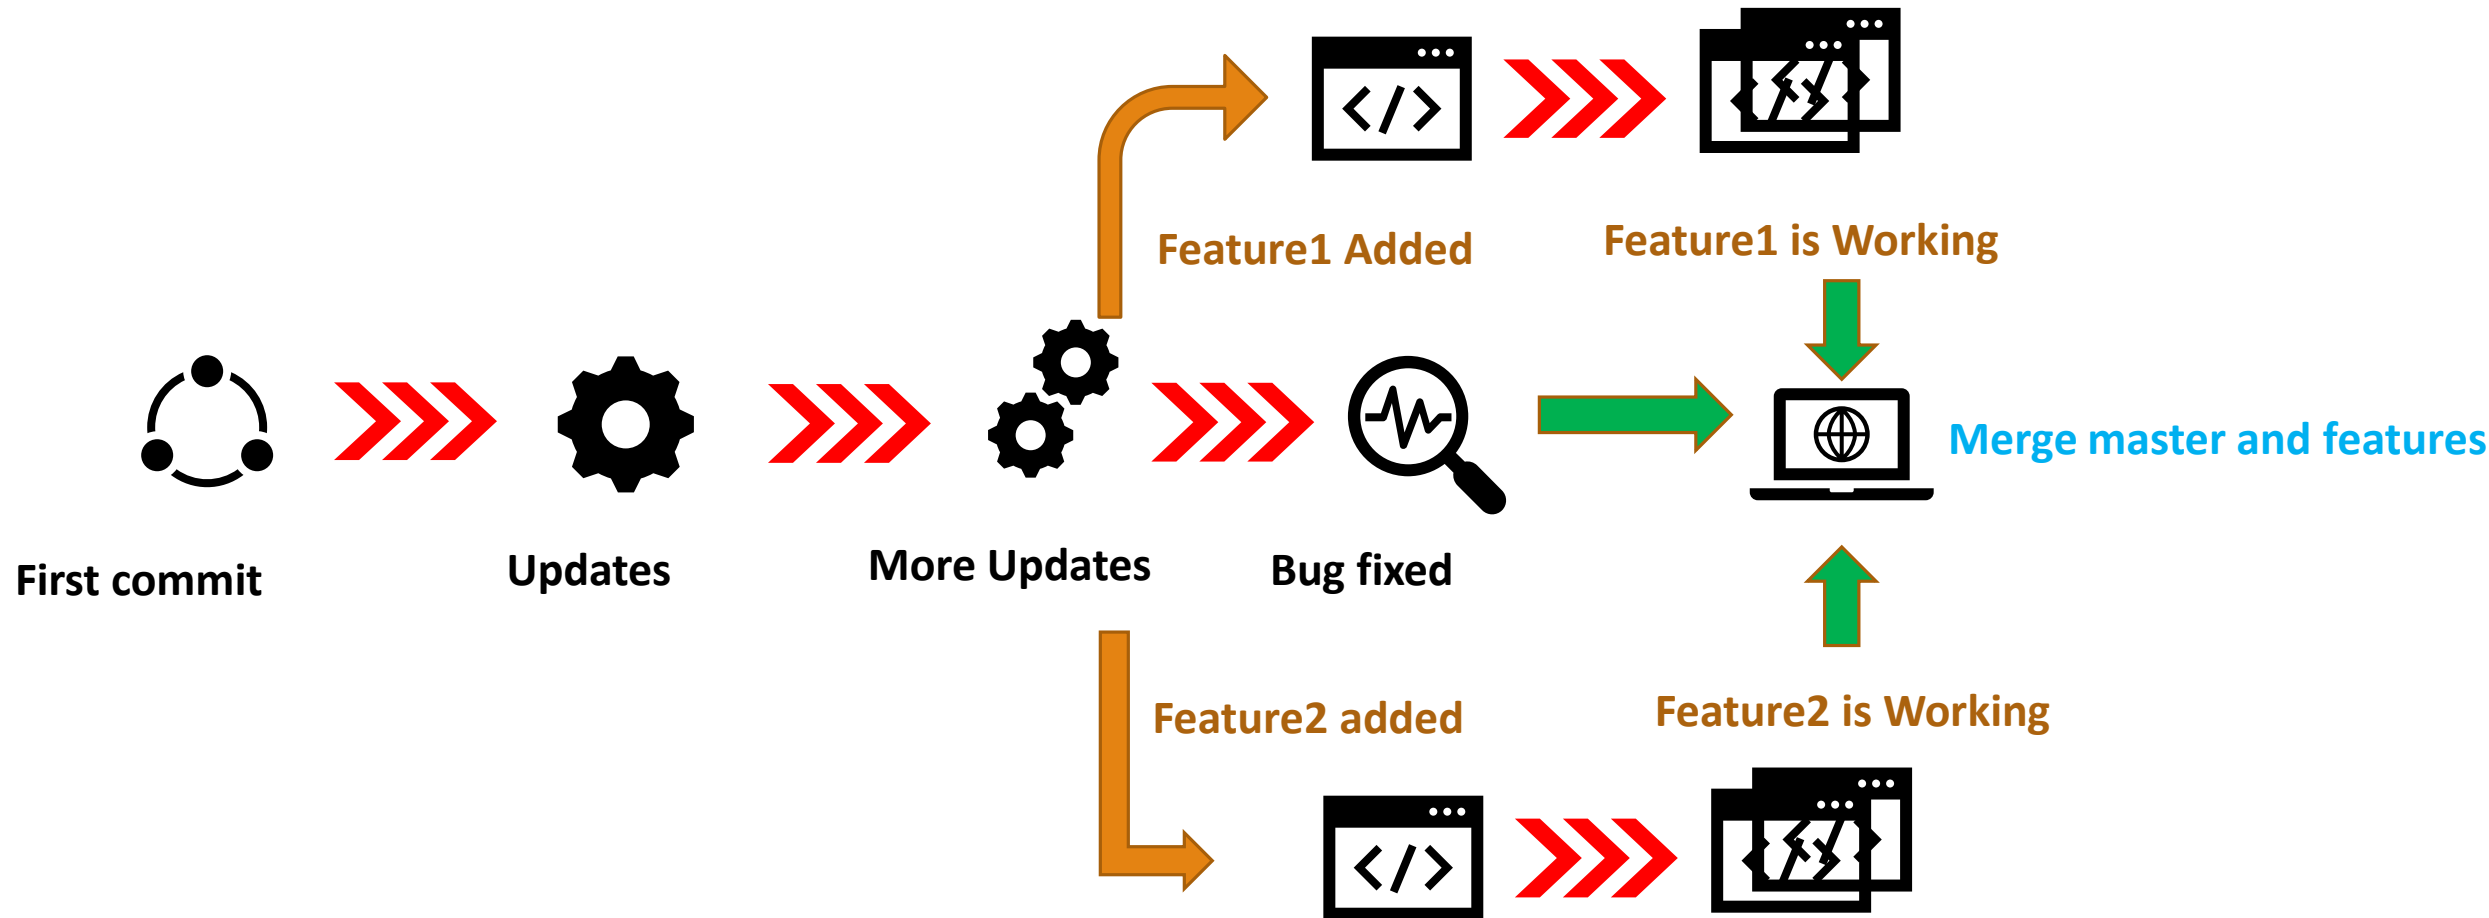 Feature1 Added
Feature1 is Working
Merge master and features
First commit
Updates
More Updates
Bug fixed
Feature2 added
Feature2 is Working